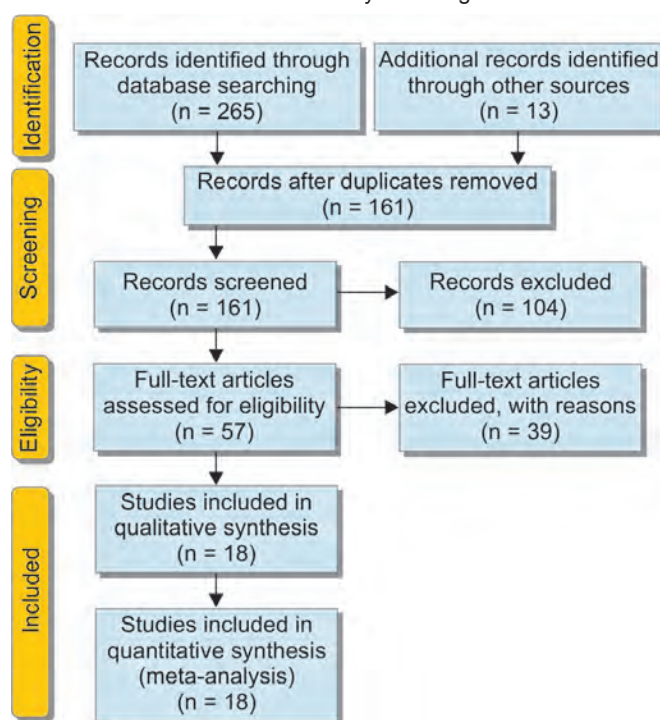 Identification
Records identified through
database searching
(n = 265)
Additional records identified
through other sources
(n = 13)
Screening
Records after duplicates removed
(n = 161)
Records screened
(n = 161)
Records excluded
(n = 104)
Eligibility
Full-text articles
assessed for eligibility
(n = 57)
Full-text articles
excluded, with reasons
(n = 39)
Included
Studies included in
qualitative synthesis
(n = 18)
Studies included in
quantitative synthesis
(meta-analysis)
(n = 18)